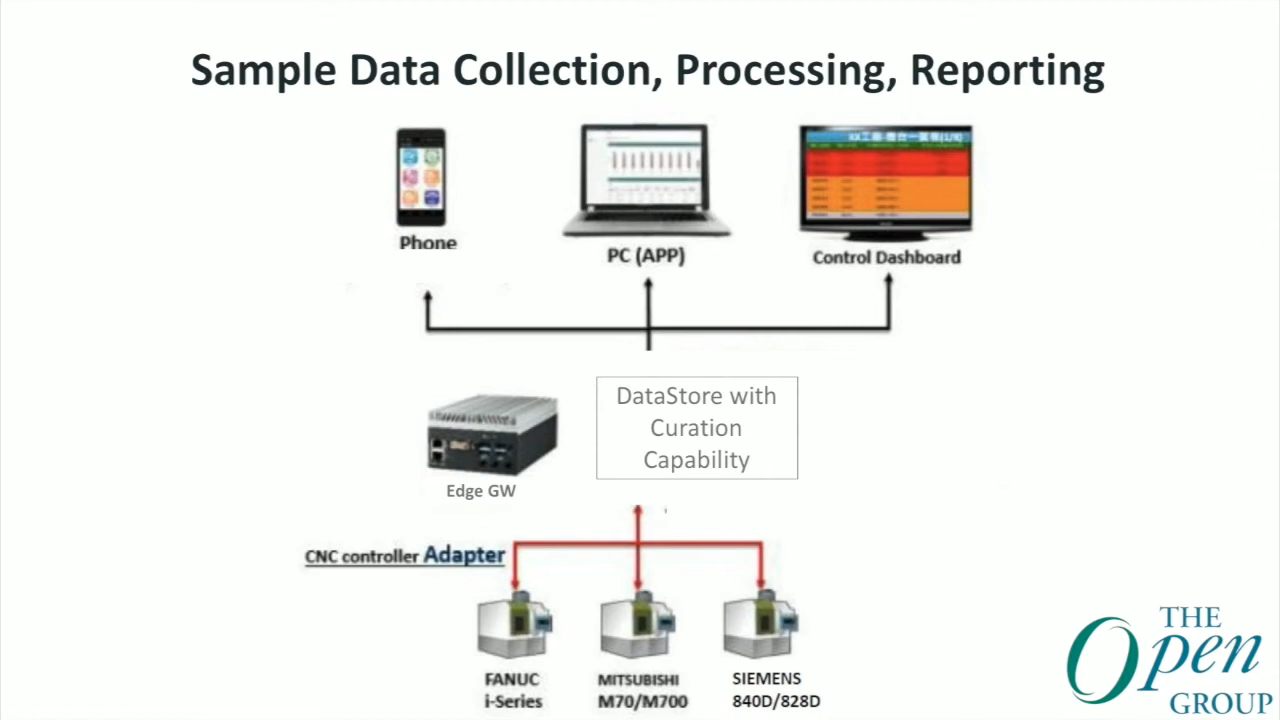 Sample Data Collection, Processing, Reporting
Phone
PC (APP)
Control Dashboard
DataStore with
Curation
Capability
Edge GW
CNC controller Adapter
FANUC
i-Series
MITSUBISHI
M70/M700
SIEMENS
840D/828D
THE
Open
GROUP